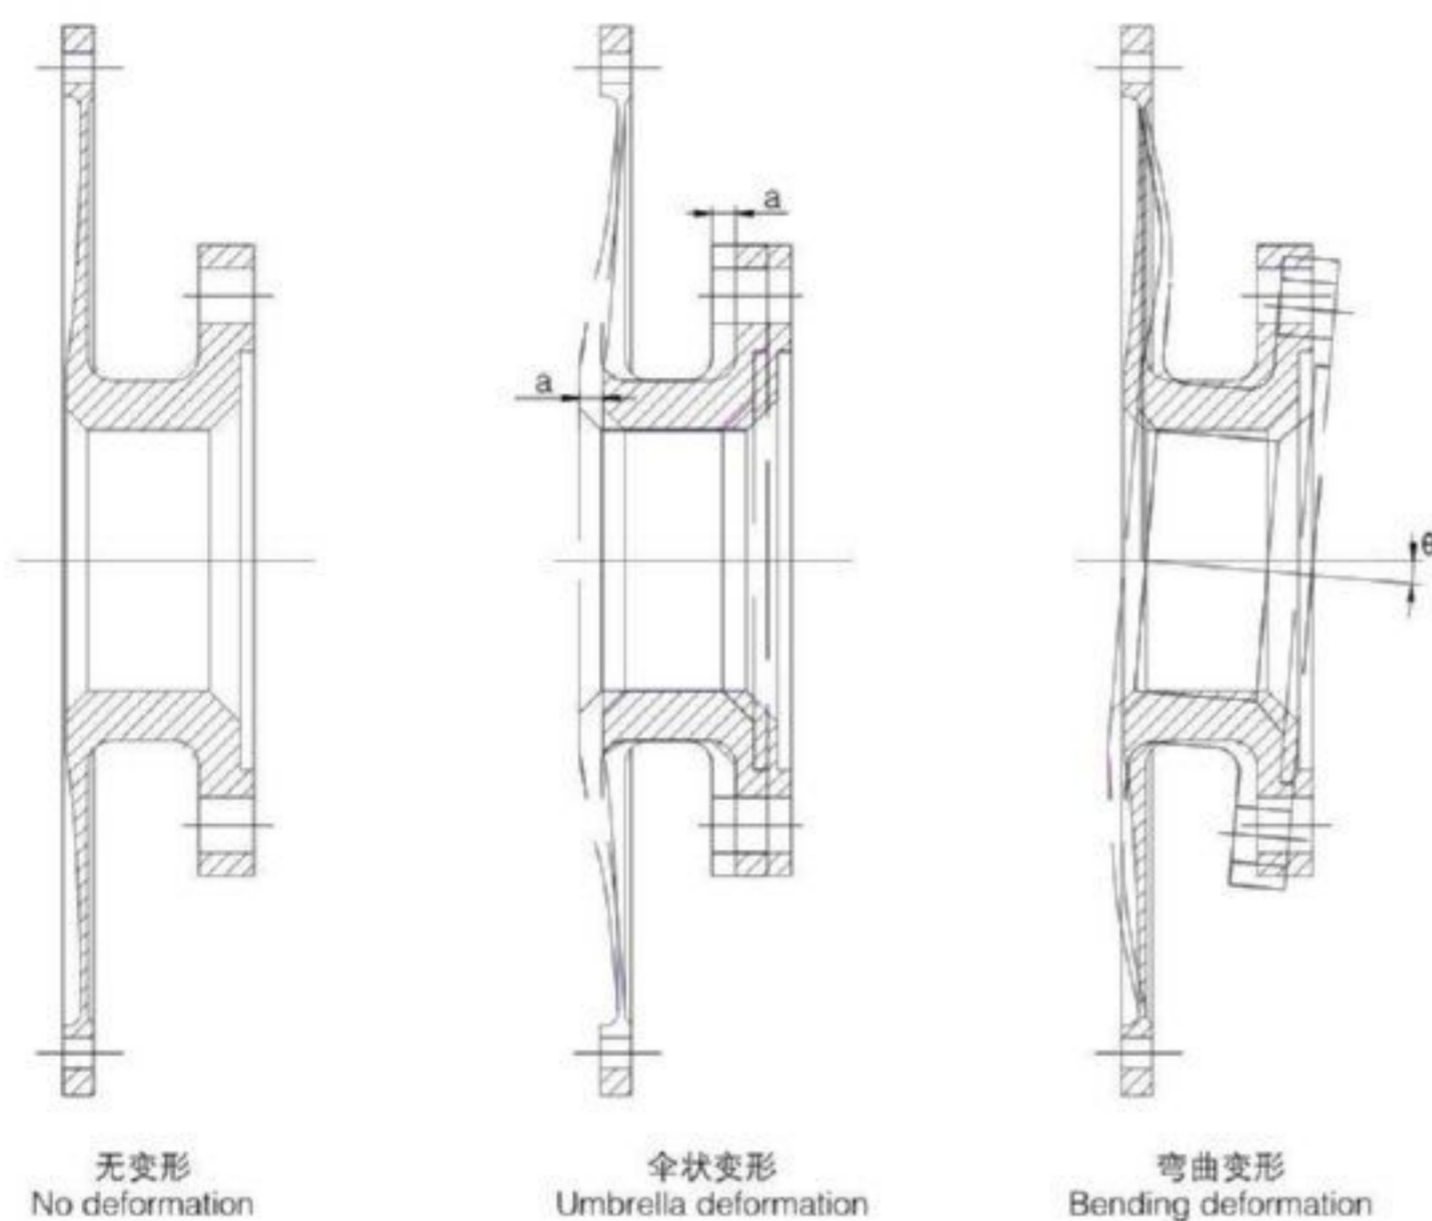 a
a
θ
无变形
No deformation
伞状变形
Umbrella deformation
弯曲变形
Bending deformation